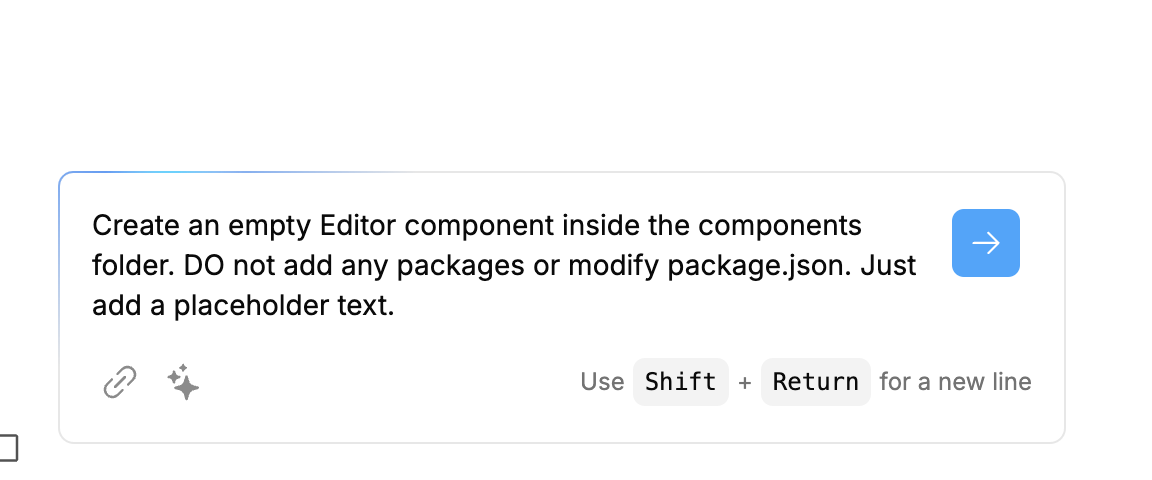 Create an empty Editor component inside the components
folder. DO not add any packages or modify package.json. Just
add a placeholder text.
Use Shift + Return for a new line